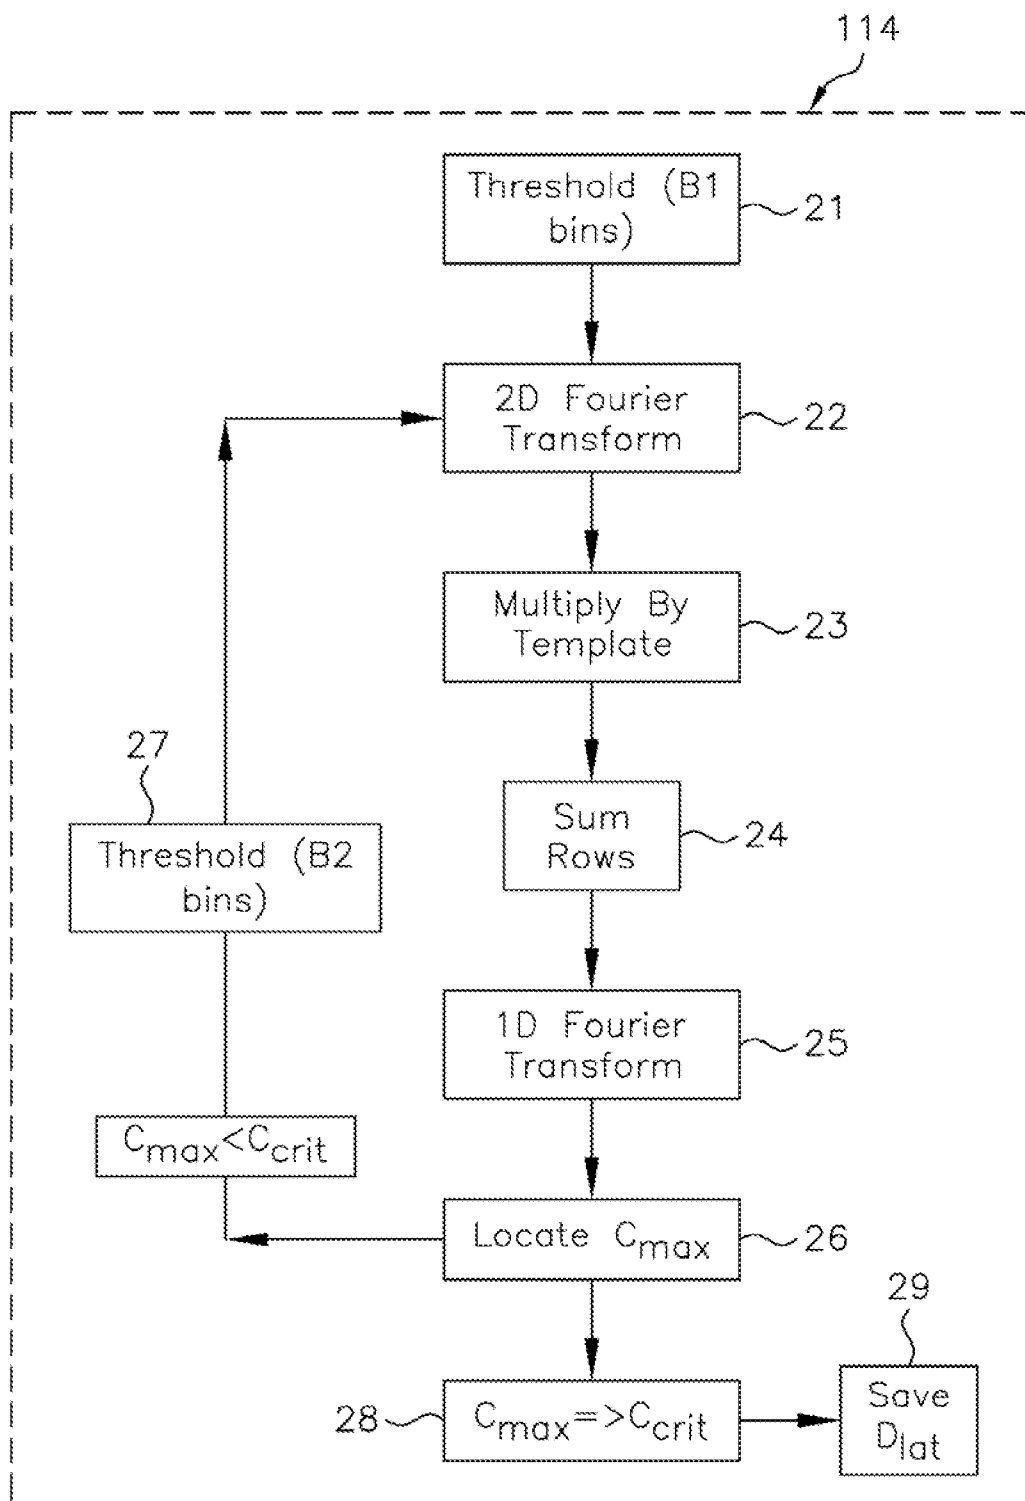 114
Threshold (B1
bins)
21
2D Fourier
Transform
22
Multiply By
Template
23
27
Sum
Rows
24
Threshold (B2
bins)
1D Fourier
Transform
25
Cmax<Ccrit
Locate Cmax
26
29
28
Cmax=>Ccrit
Save
Dlat